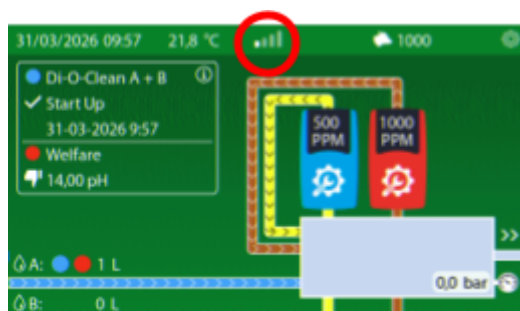 31/03/2026 09:57 21,8 °C 1000
Di-O-Clean A + B
Start Up
31-03-2026 9:57
Welfare
14,00 pH
500 PPM
1000 PPM
A: 1 L
0,0 bar
B: 0 L